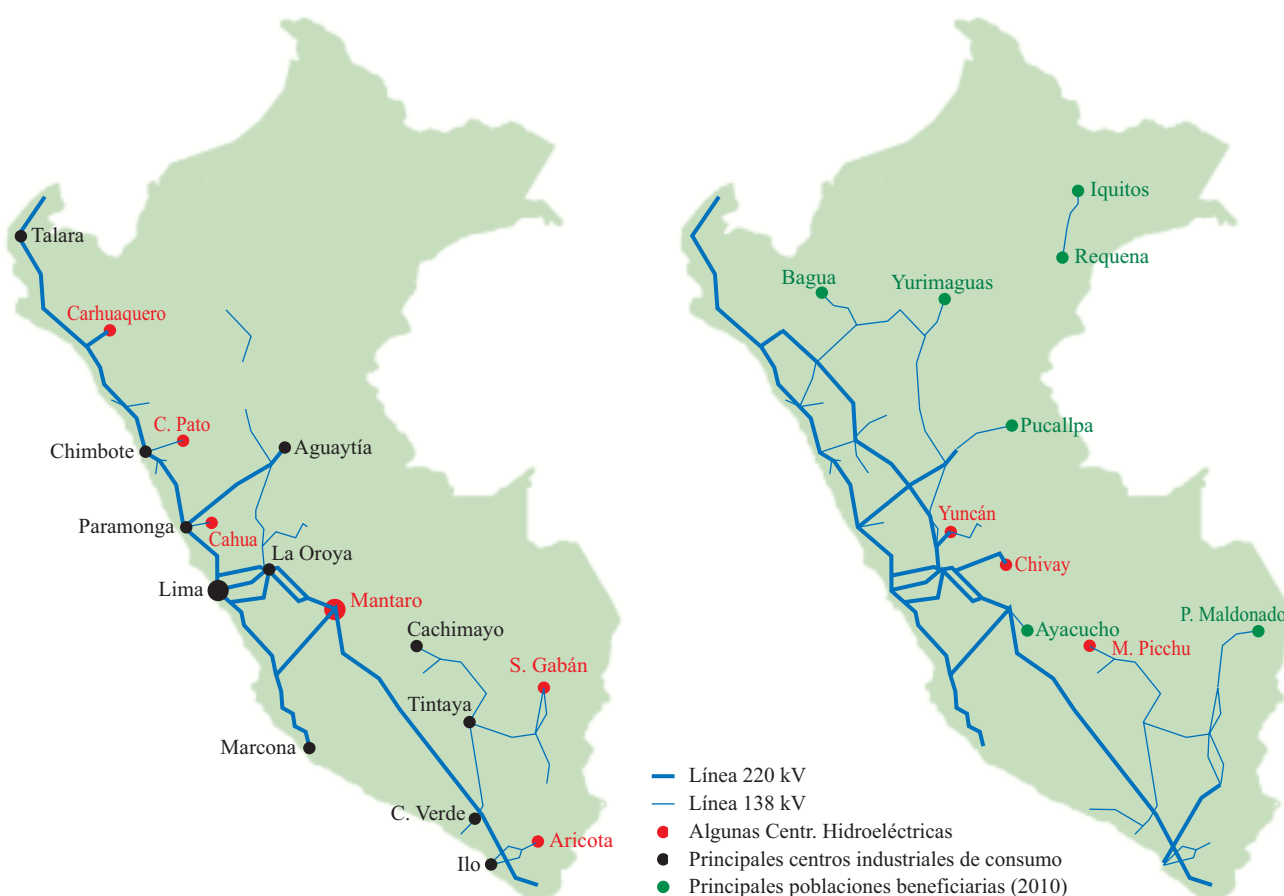 Talara
Carhuaquero
C. Pato
Chimbote
Aguaytía
Paramonga
Cahua
La Oroya
Lima
Mantaro
Cachimayo
S. Gabán
Tintaya
Marcona
C. Verde
Aricota
Ilo
Iquitos
Requena
Bagua
Yurimaguas
Pucallpa
Yuncán
Chivay
Ayacucho
P. Maldonado
M. Picchu
Línea 220 kV
Línea 138 kV
Algunas Centr. Hidroeléctricas
Principales centros industriales de consumo
Principales poblaciones beneficiarias (2010)